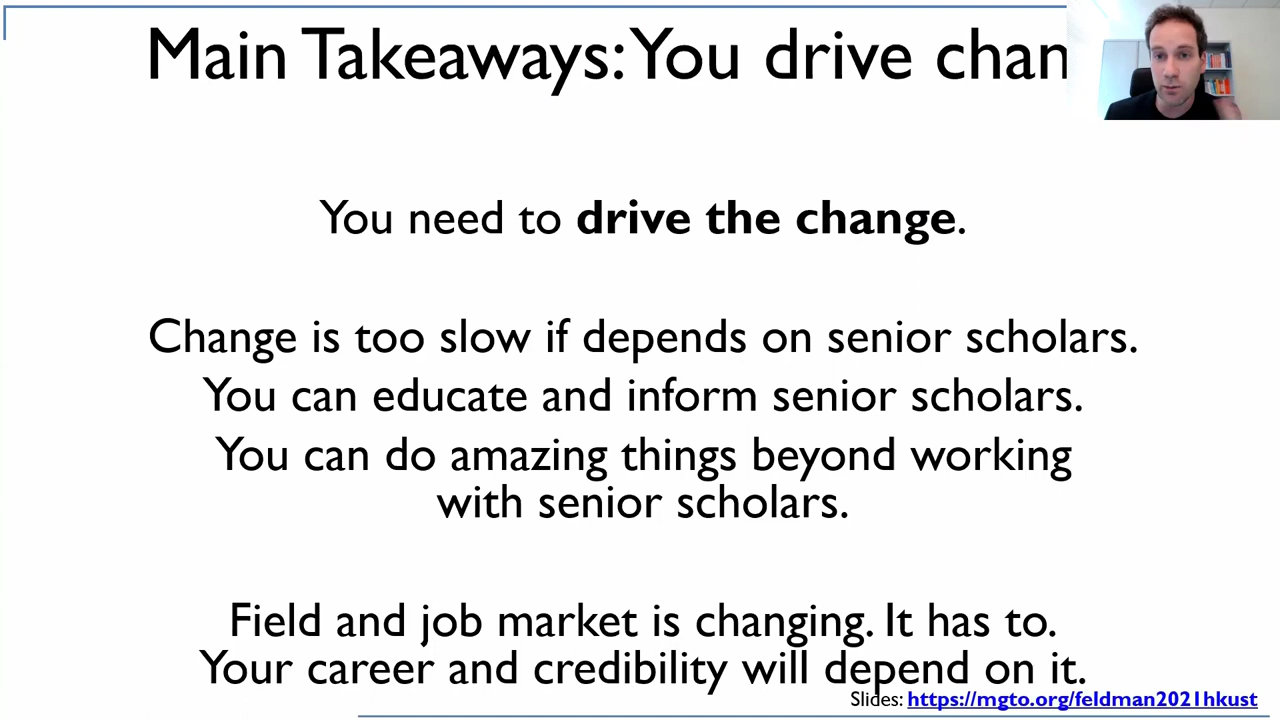 Main Takeaways: You drive chan
You need to drive the change.
Change is too slow if depends on senior scholars.
You can educate and inform senior scholars.
You can do amazing things beyond working
with senior scholars.
Field and job market is changing. It has to.
Your career and credibility will depend on it.
Slides: https://mgto.org/feldman2021hkust